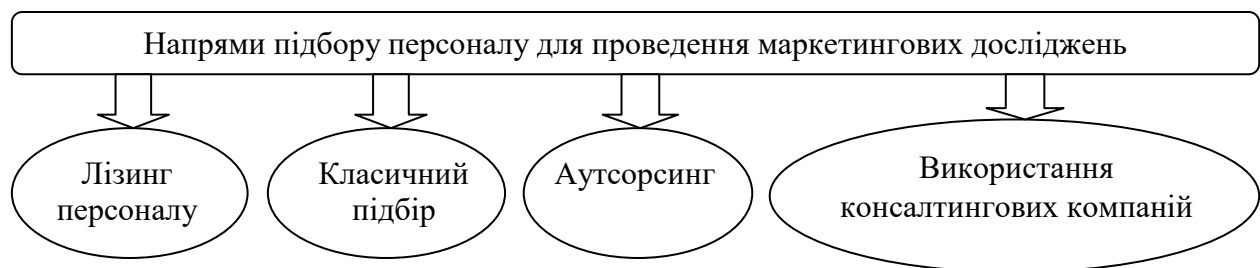 Напрями підбору персоналу для проведення маркетингових досліджень
Лізинг
персоналу
Класичний
підбір
Аутсорсинг
Використання
консалтингових компаній